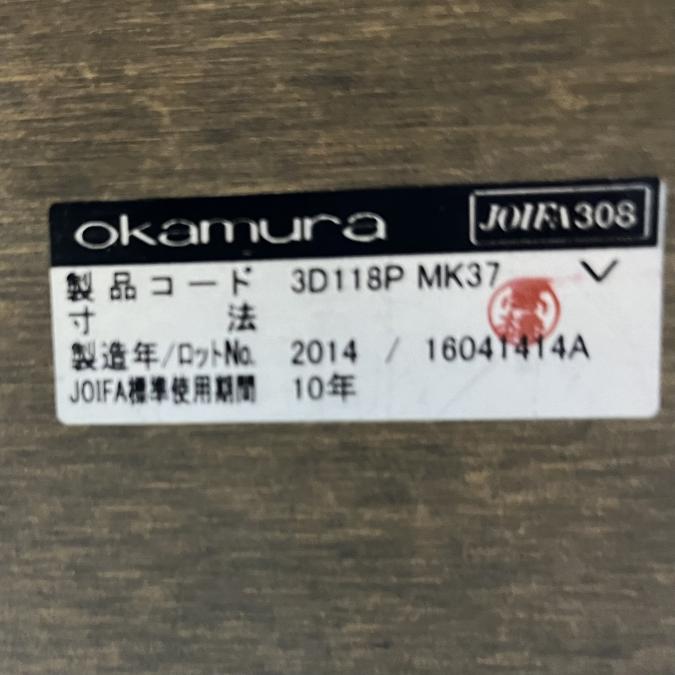 okamura JOIFA308
製品コード 3D118P MK37
寸法
製造年/ロットNo. 2014 / 16041414A
JOIFA標準使用期間 10年